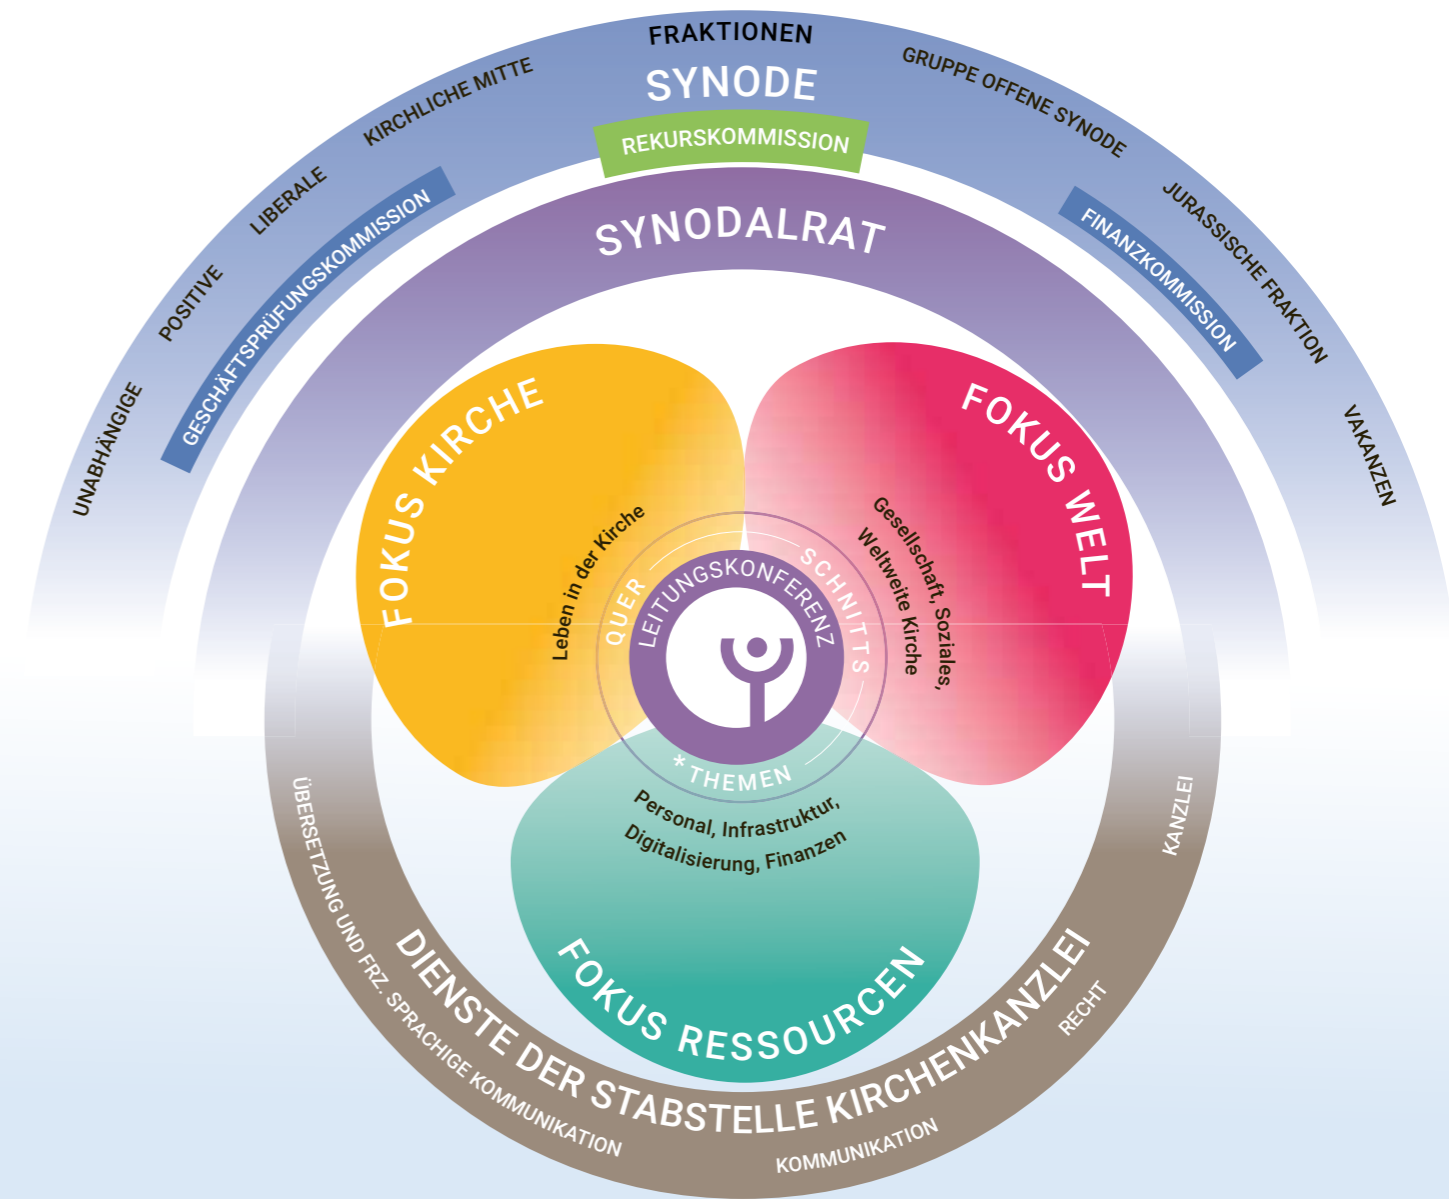 FRAKTIONEN
SYNODE
REKURSKOMMISSION
UNABHÄNGIGE
POSITIVE
LIBERALE
KIRCHLICHE MITTE
GRUPPE OFFENE SYNODE
JURASSISCHE FRAKTION
VAKANZEN
GESCHÄFTSPRÜFUNGSKOMMISSION
FINANZKOMMISSION
SYNODALRAT
FOKUS KIRCHE
Leben in der Kirche
FOKUS WELT
Gesellschaft, Soziales,
Weltweite Kirche
QUER
SCHNITTS
*THEMEN
LEITUNGSKONFERENZ
Personal, Infrastruktur,
Digitalisierung, Finanzen
FOKUS RESSOURCEN
DIENSTE DER STABSTELLE KIRCHENKANZLEI
ÜBERSETZUNG UND FRZ. SPRACHIGE KOMMUNIKATION
KOMMUNIKATION
RECHT
KANZLEI